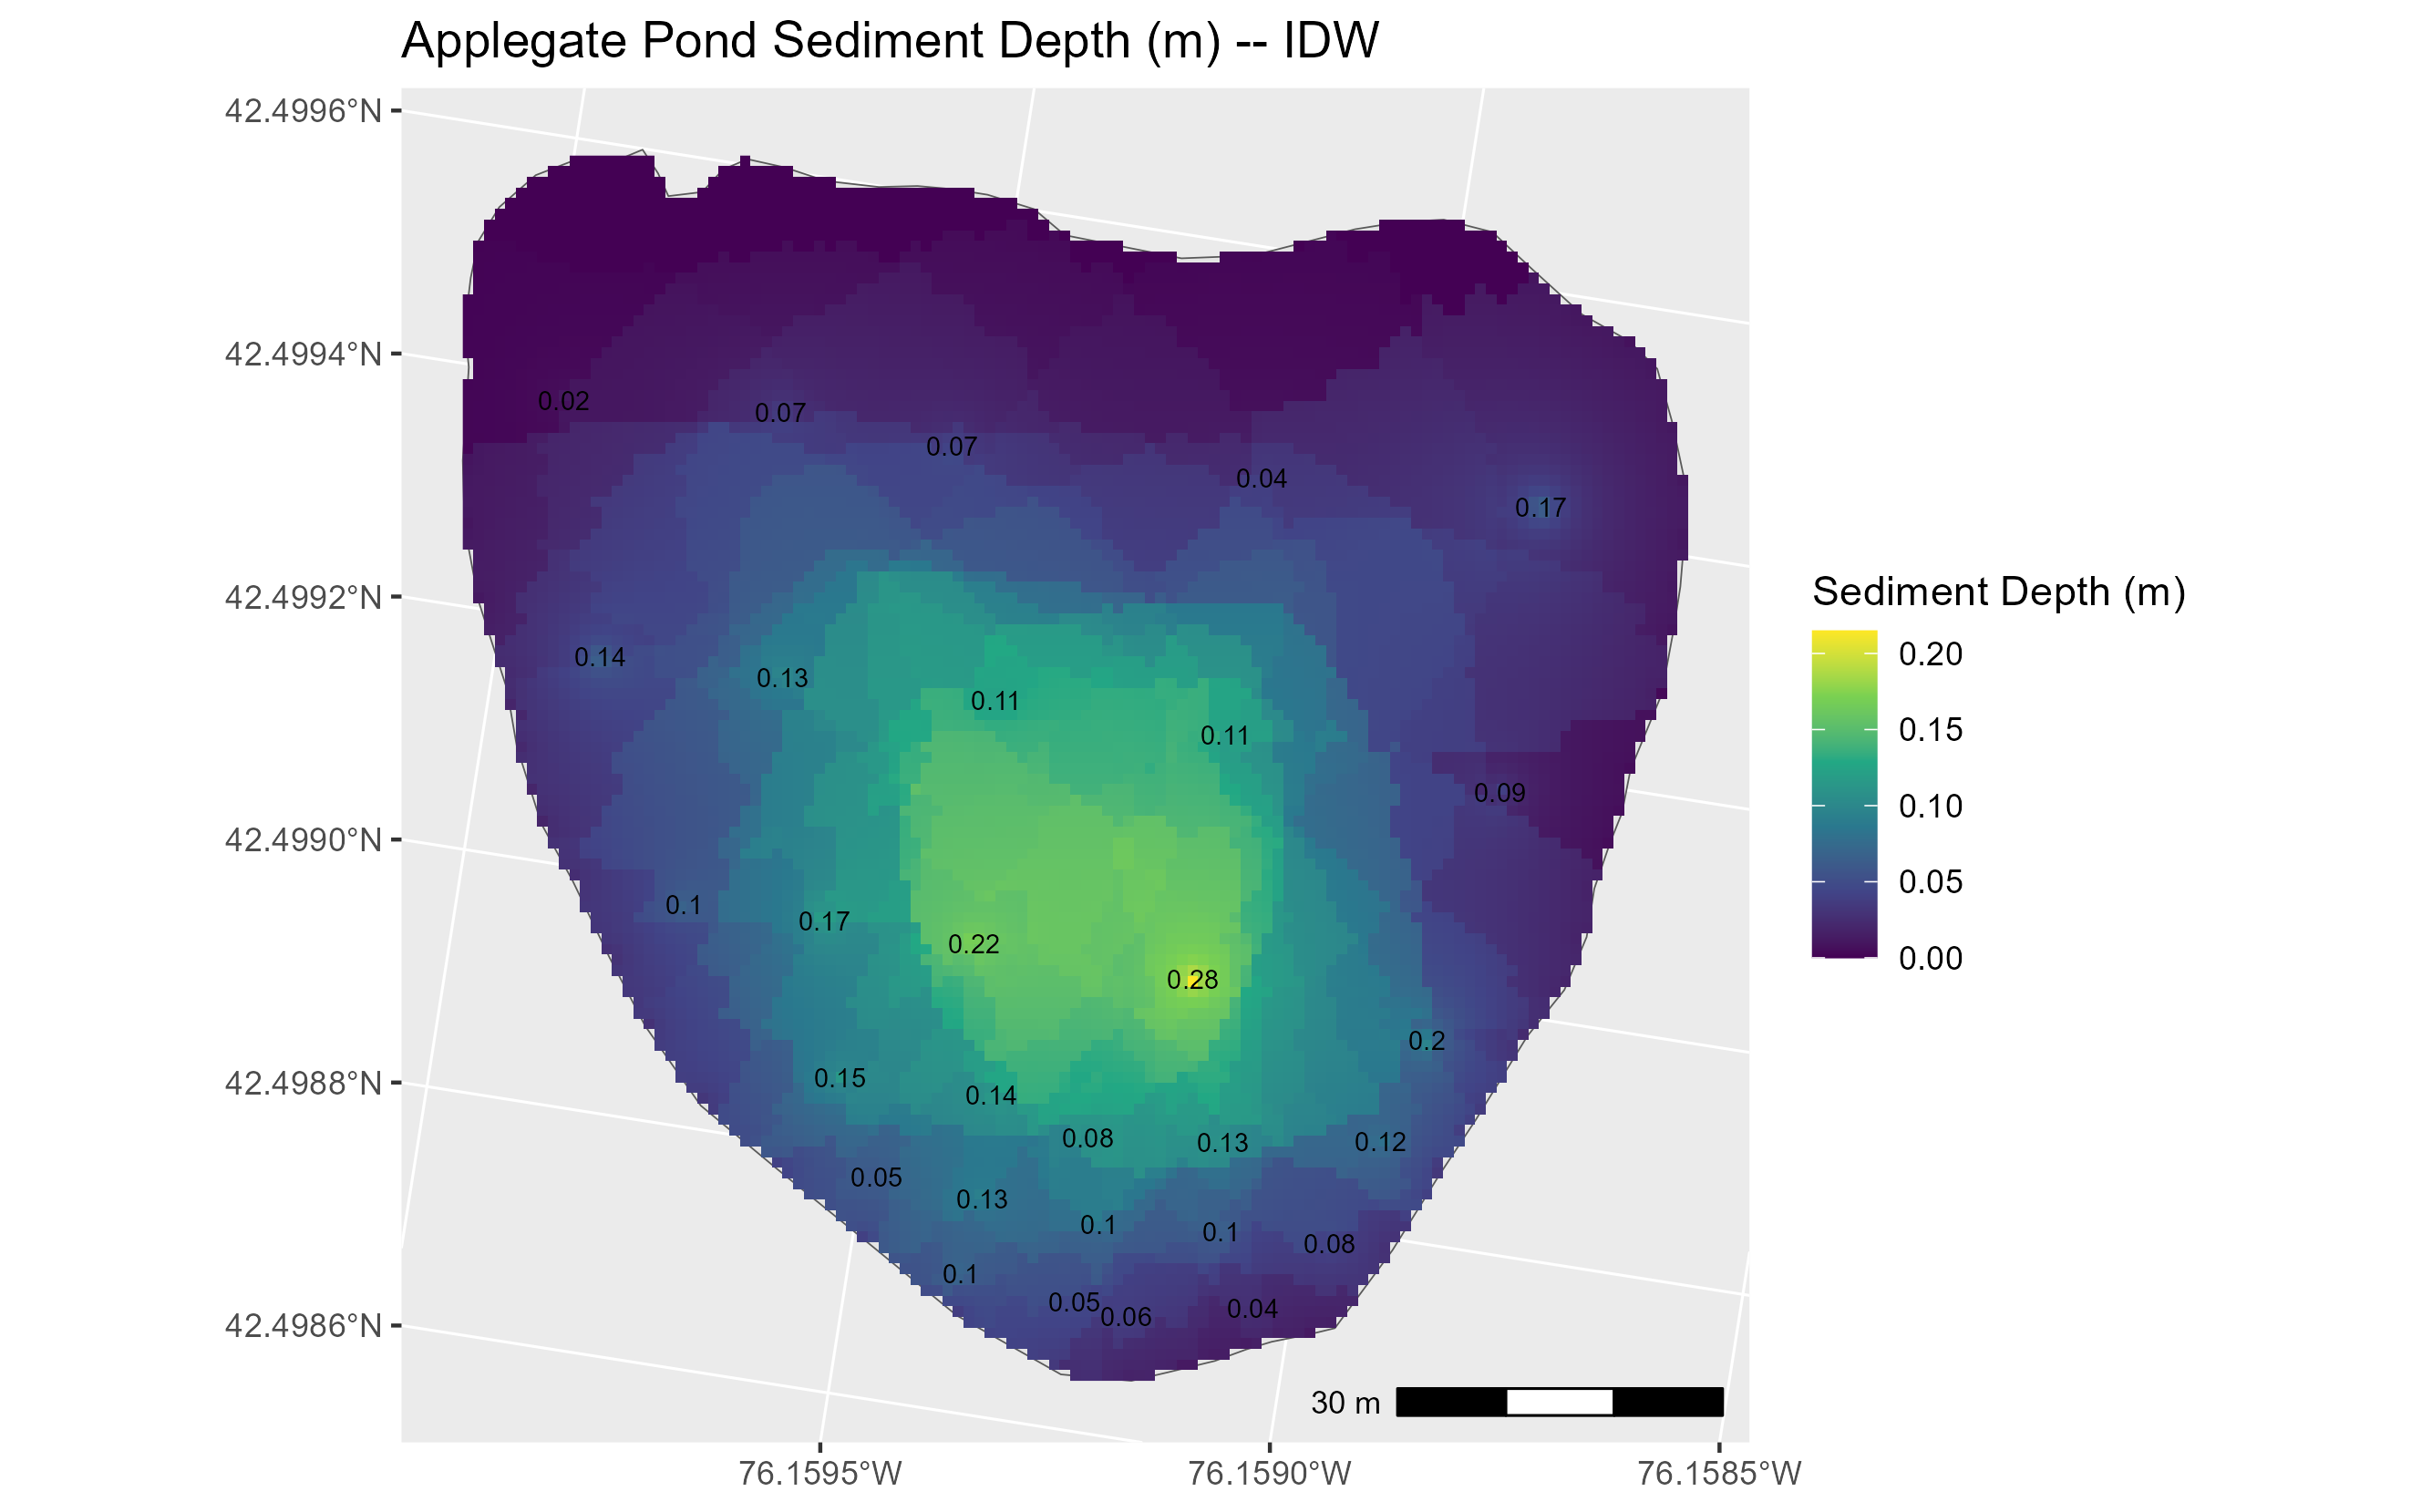 Applegate Pond Sediment Depth (m) -- IDW
42.4996°N
42.4994°N
42.4992°N
42.4990°N
42.4988°N
42.4986°N
0.02
0.07
0.07
0.04
0.17
0.14
0.13
0.11
0.11
0.09
0.1
0.17
0.22
0.28
0.2
0.15
0.14
0.08
0.13
0.12
0.05
0.13
0.1
0.1
0.08
0.1
0.05
0.06
0.04
30 m
76.1595°W
76.1590°W
76.1585°W
Sediment Depth (m)
0.20
0.15
0.10
0.05
0.00